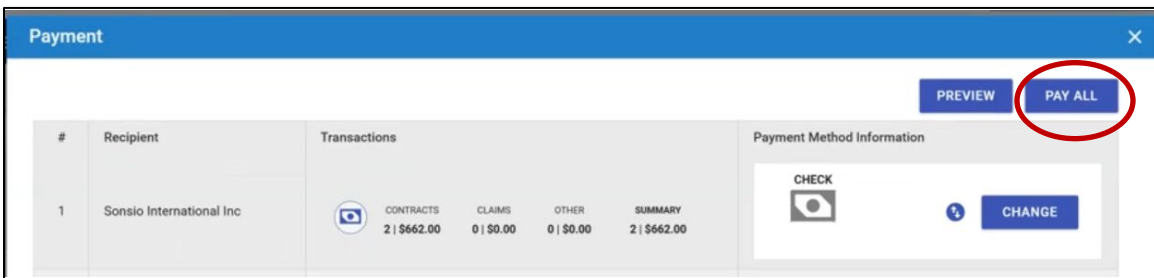 Payment
PREVIEW PAY ALL
# Recipient Transactions Payment Method Information
CHECK
1 Sonsio International Inc CONTRACTS CLAIMS OTHER SUMMARY CHANGE
2 | $662.00 0 | $0.00 0 | $0.00 2 | $662.00